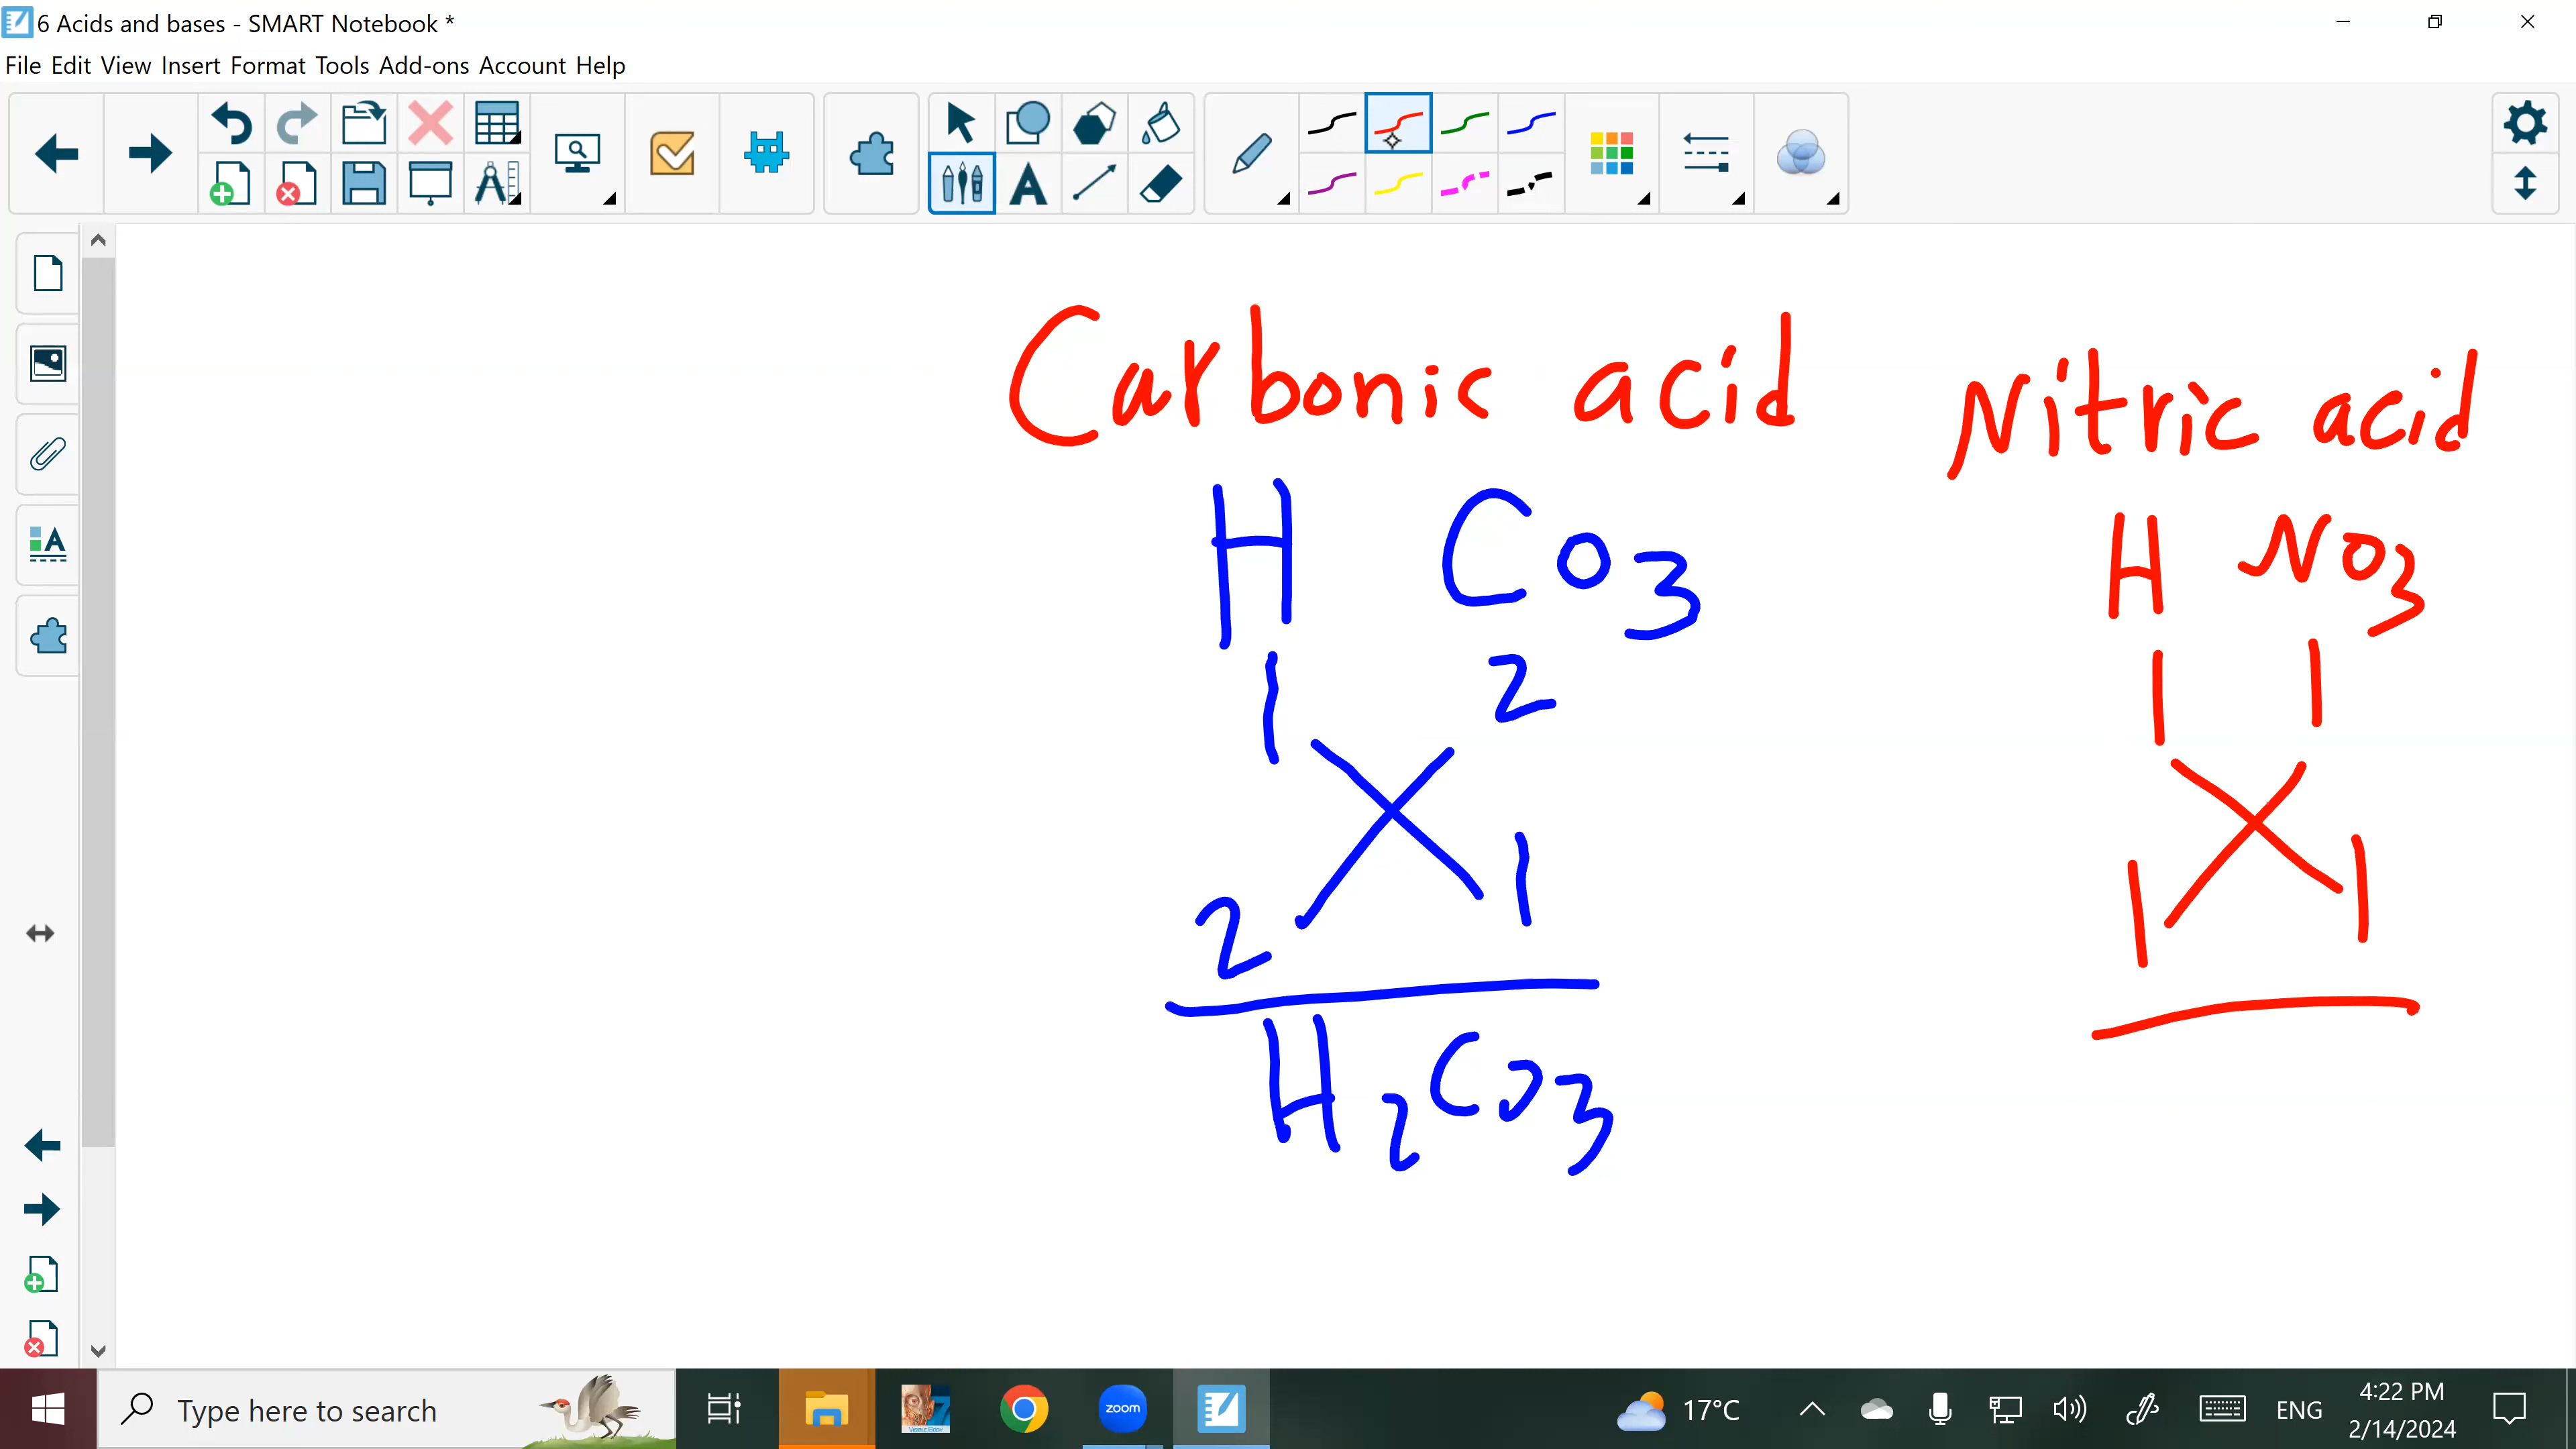 6 Acids and bases - SMART Notebook *
File Edit View Insert Format Tools Add-ons Account Help
Carbonic acid
H CO3
1 2
2 1
H2CO3
Nitric acid
H NO3
1 1
1 1
Type here to search
zoom
17°C
ENG
4:22 PM
2/14/2024